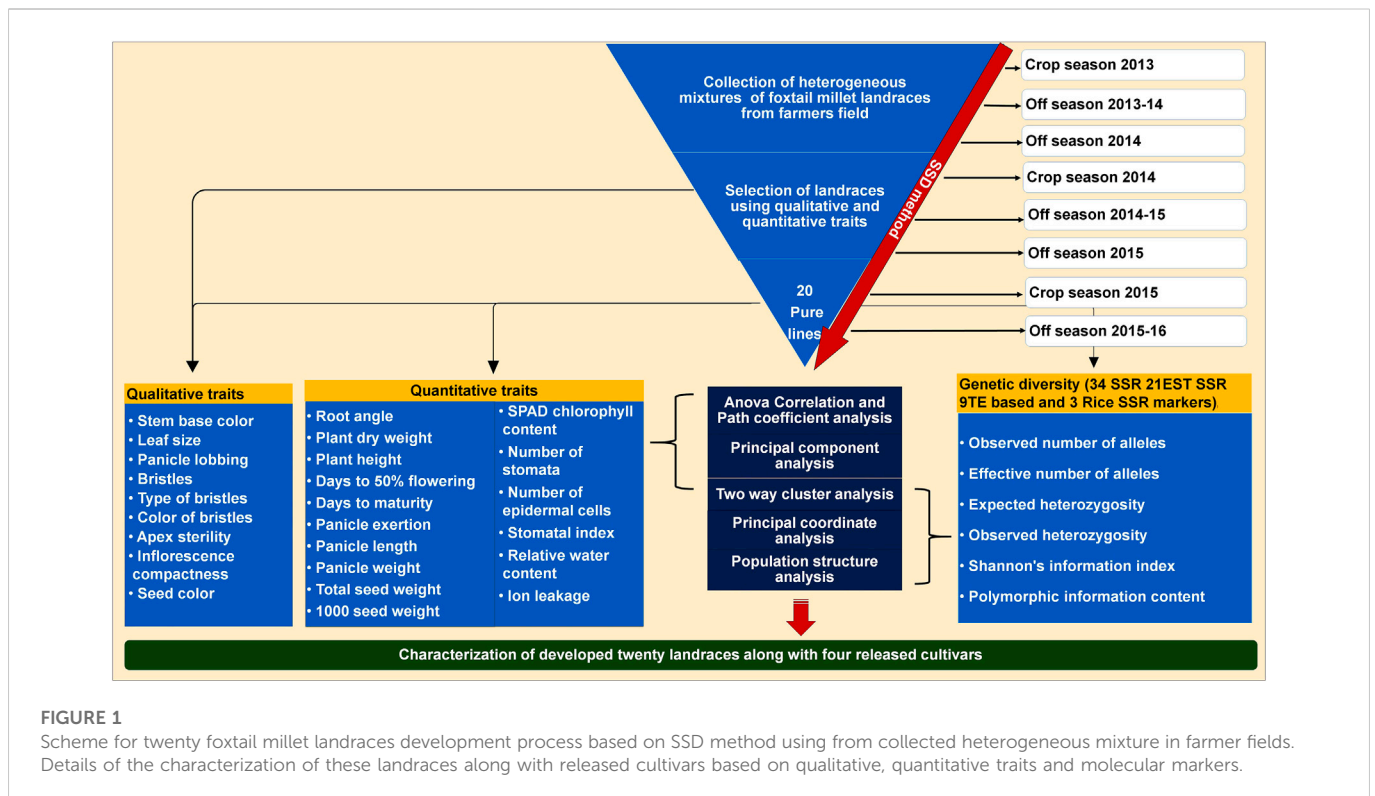 Collection of heterogeneous
mixtures of foxtail millet landraces
from farmers field
Selection of landraces
using qualitative and
quantitative traits
20
Pure
lines
SSD method
Crop season 2013
Off season 2013-14
Off season 2014
Crop season 2014
Off season 2014-15
Off season 2015
Crop season 2015
Off season 2015-16
Qualitative traits
• Stem base color
• Leaf size
• Panicle lobbing
• Bristles
• Type of bristles
• Color of bristles
• Apex sterility
• Inflorescence
compactness
• Seed color
Quantitative traits
• Root angle
• Plant dry weight
• Plant height
• Days to 50% flowering
• Days to maturity
• Panicle exertion
• Panicle length
• Panicle weight
• Total seed weight
• 1000 seed weight
• SPAD chlorophyll
content
• Number of
stomata
• Number of
epidermal cells
• Stomatal index
• Relative water
content
• Ion leakage
Anova Correlation and
Path coefficient analysis
Principal component
analysis
Two way cluster analysis
Principal coordinate
analysis
Population structure
analysis
Genetic diversity (34 SSR 21EST SSR
9TE based and 3 Rice SSR markers)
• Observed number of alleles
• Effective number of alleles
• Expected heterozygosity
• Observed heterozygosity
• Shannon's information index
• Polymorphic information content
Characterization of developed twenty landraces along with four released cultivars
FIGURE 1
Scheme for twenty foxtail millet landraces development process based on SSD method using from collected heterogeneous mixture in farmer fields.
Details of the characterization of these landraces along with released cultivars based on qualitative, quantitative traits and molecular markers.